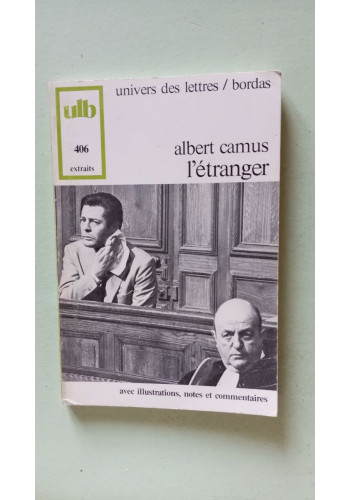 ulb
univers des lettres / bordas
406
extraits
albert camus
l'étranger
avec illustrations, notes et commentaires